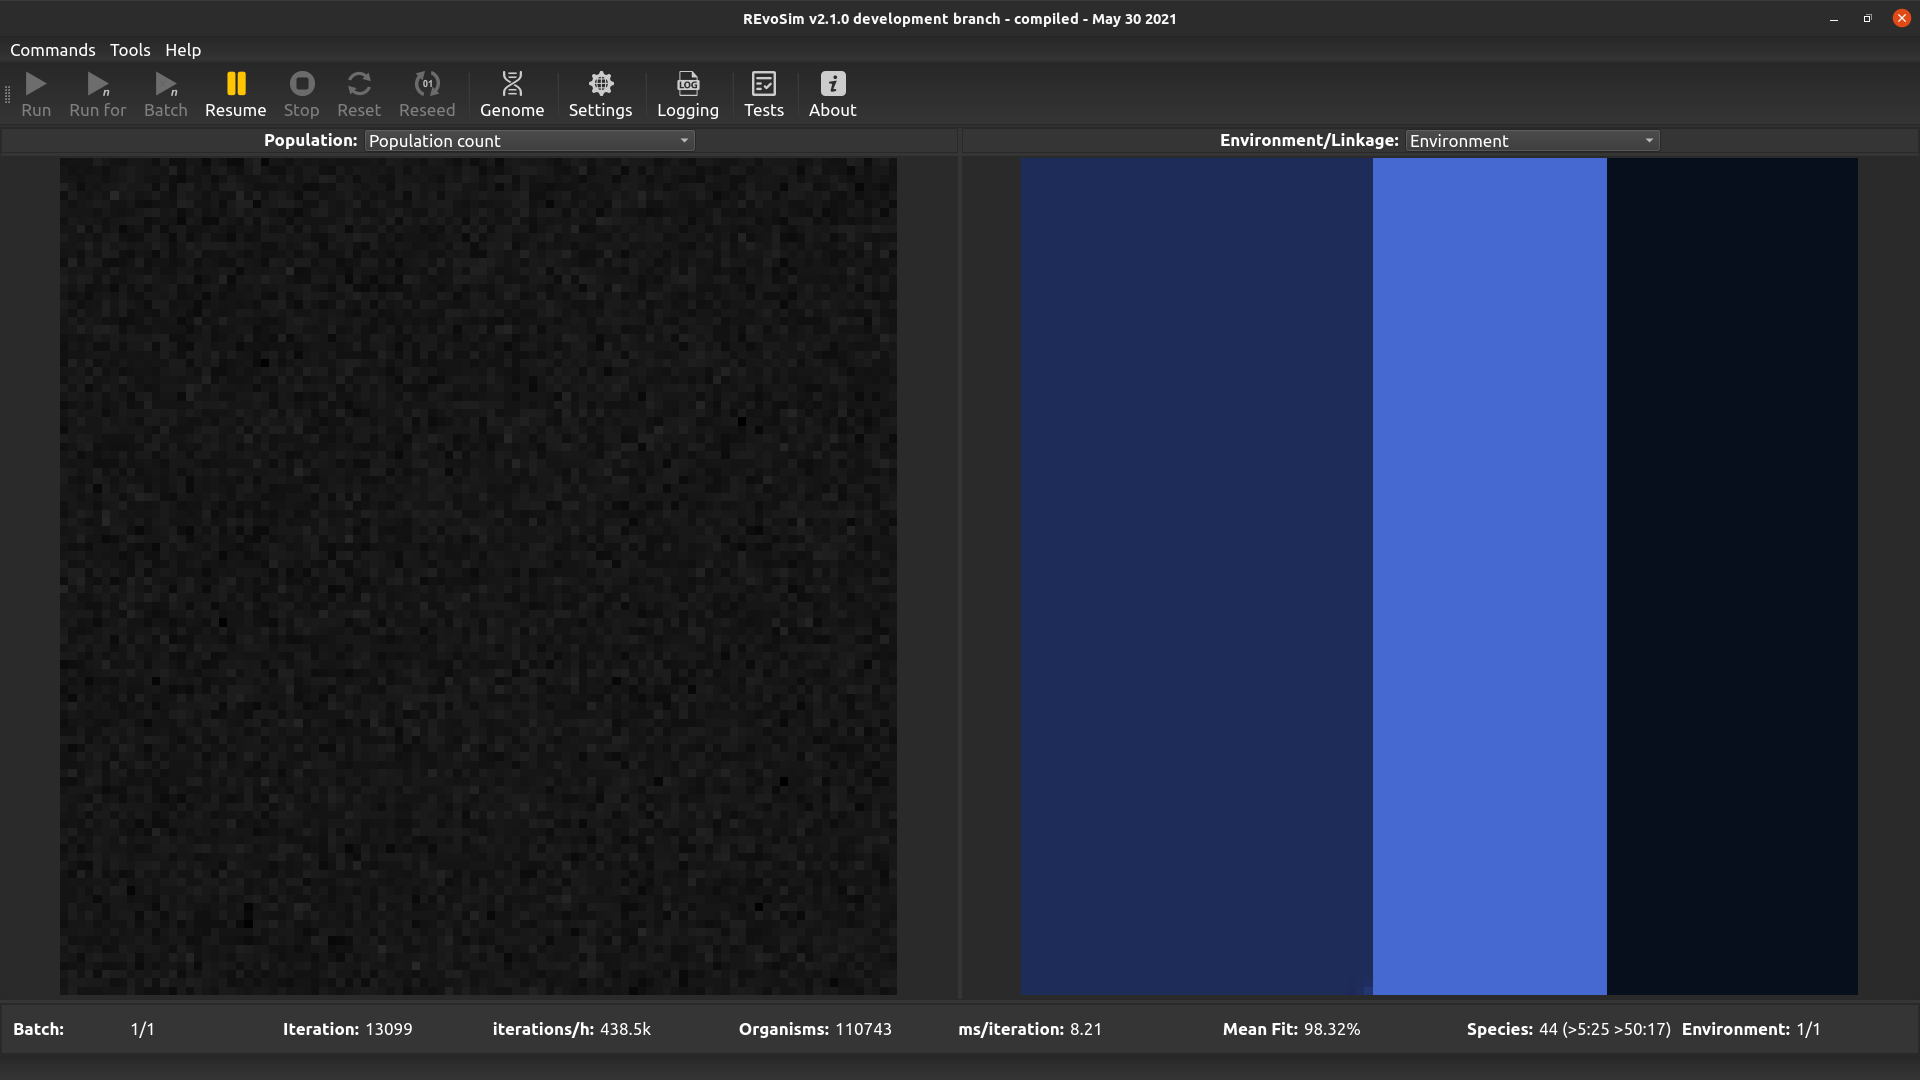 REvoSim v2.1.0 development branch - compiled - May 30 2021
Commands Tools Help
Run Run for Batch Resume Stop Reset Reseed Genome Settings Logging Tests About
Population: Population count Environment/Linkage: Environment
Batch: 1/1 Iteration: 13099 iterations/h: 438.5k Organisms: 110743 ms/iteration: 8.21 Mean Fit: 98.32% Species: 44 (>5:25 >50:17) Environment: 1/1